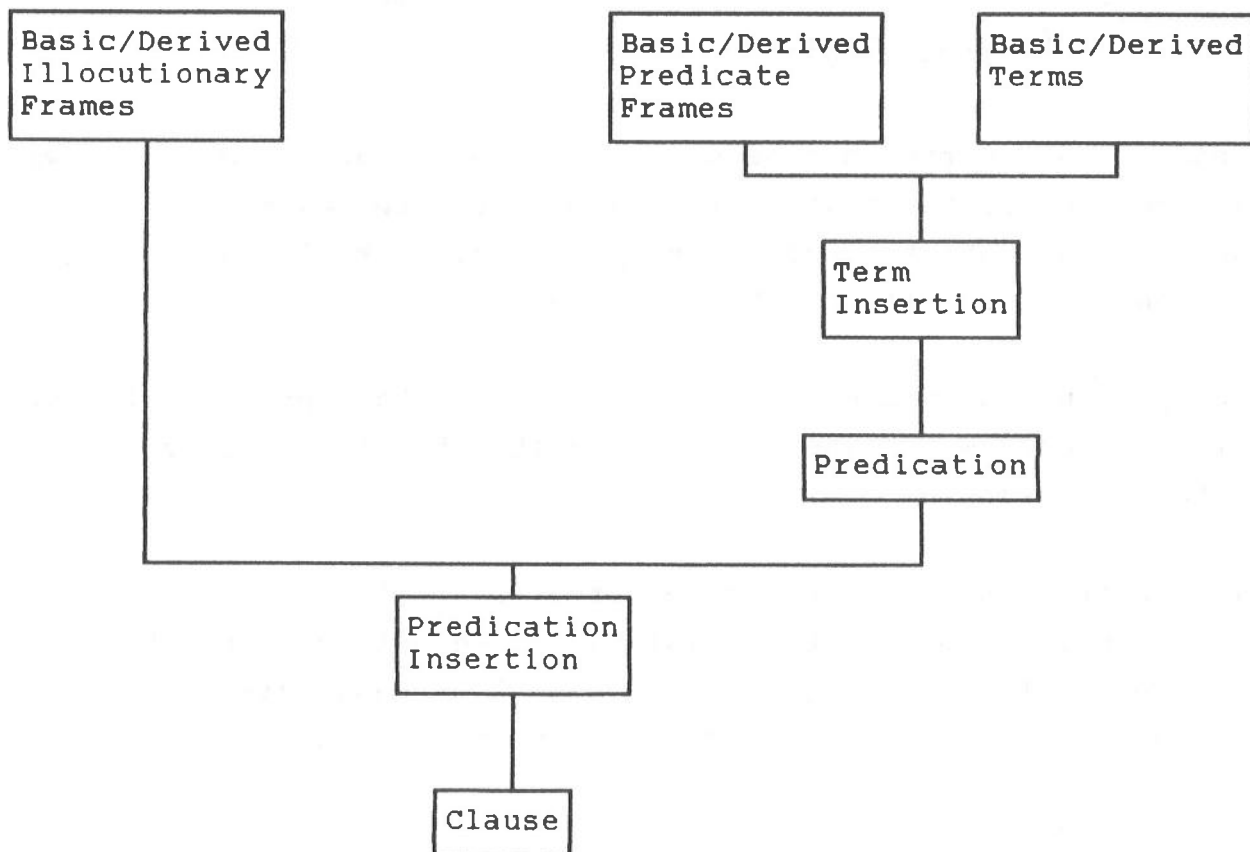 Basic/Derived
Illocutionary
Frames
Basic/Derived
Predicate
Frames
Basic/Derived
Terms
Term
Insertion
Predication
Predication
Insertion
Clause